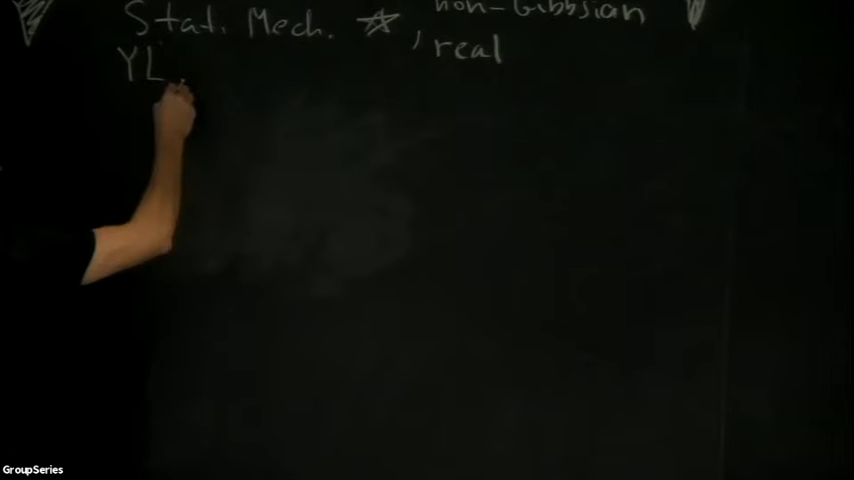 non-Gibbsian
Stat. Mech. ☆
, real
YL.
GroupSeries